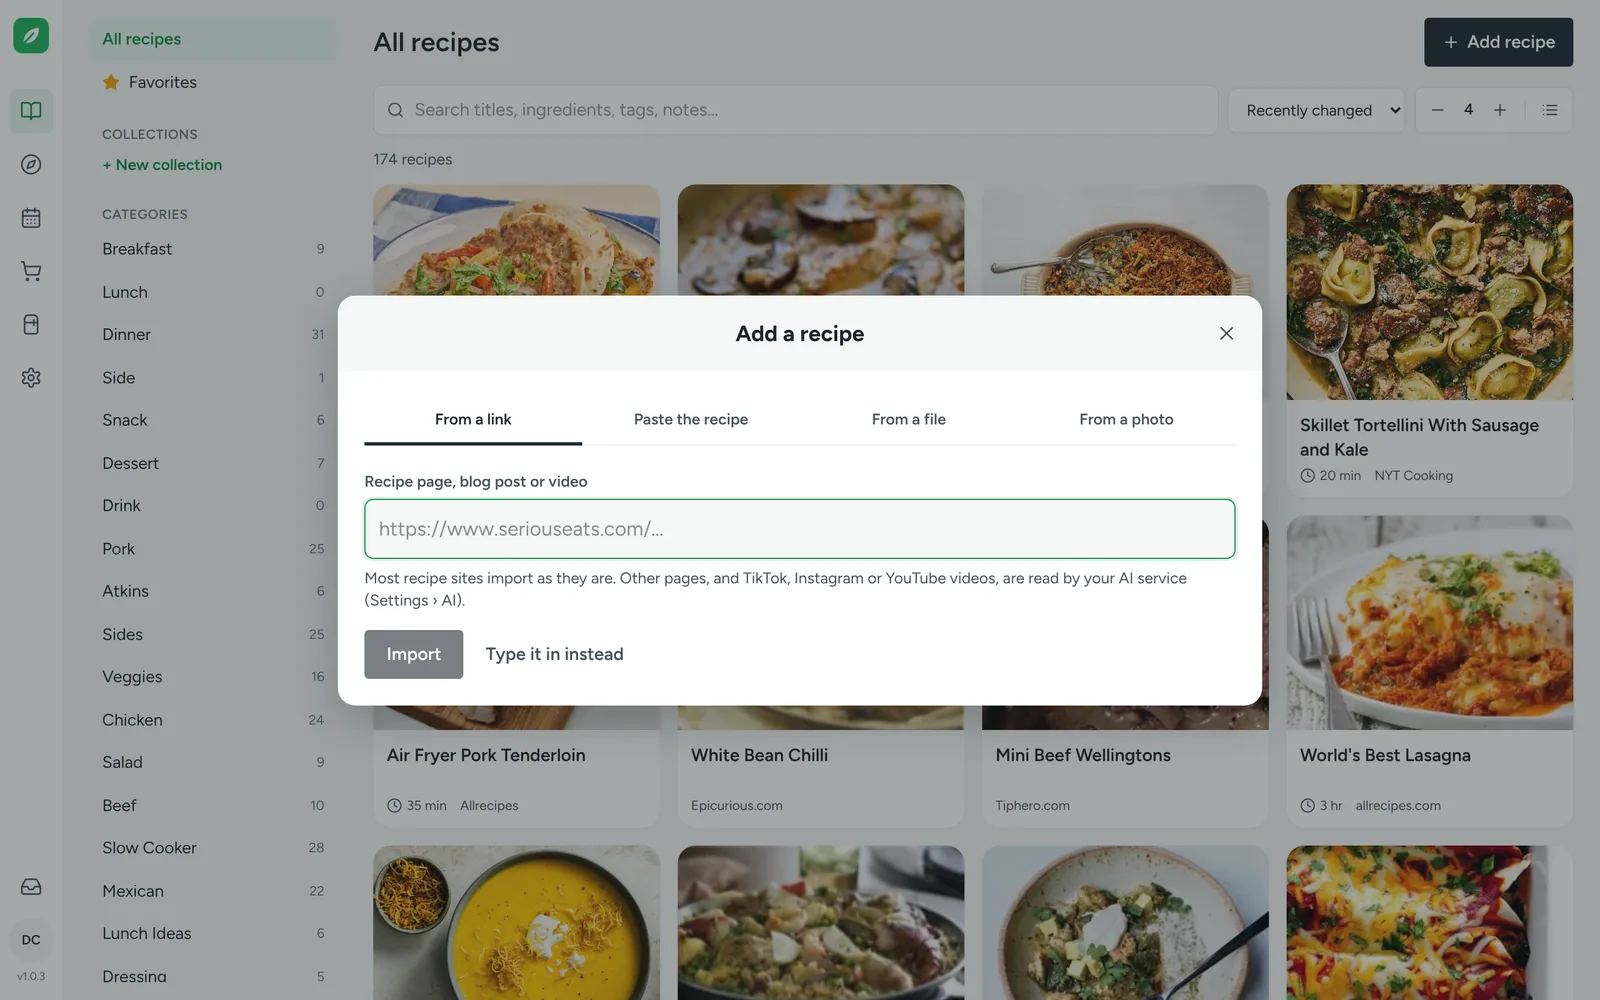 All recipes
Favorites
COLLECTIONS
+ New collection
CATEGORIES
Breakfast 9
Lunch 0
Dinner 31
Side 1
Snack 6
Dessert 7
Drink 0
Pork 25
Atkins 6
Sides 25
Veggies 16
Chicken 24
Salad 9
Beef 10
Slow Cooker 28
Mexican 22
Lunch Ideas 6
Dressing 5
DC
v1.0.3
All recipes
+ Add recipe
Search titles, ingredients, tags, notes...
Recently changed
− 4 +
174 recipes
Add a recipe
From a link
Paste the recipe
From a file
From a photo
Recipe page, blog post or video
https://www.seriouseats.com/...
Most recipe sites import as they are. Other pages, and TikTok, Instagram or YouTube videos, are read by your AI service
(Settings › AI).
Import
Type it in instead
Skillet Tortellini With Sausage
and Kale
20 min NYT Cooking
Air Fryer Pork Tenderloin
35 min Allrecipes
White Bean Chilli
Epicurious.com
Mini Beef Wellingtons
Tiphero.com
World's Best Lasagna
3 hr allrecipes.com